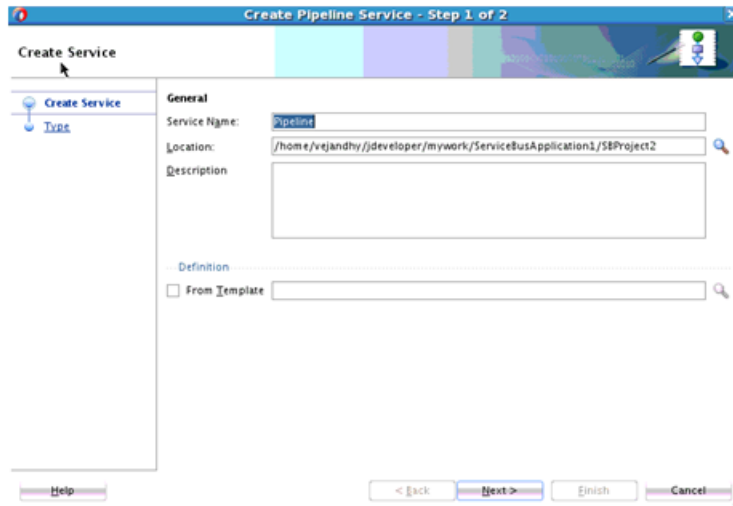 Create Pipeline Service - Step 1 of 2
Create Service
Create Service
Type
General
Service Name: Pipeline
Location: /home/vejandhy/jdeveloper/mywork/ServiceBusApplication1/SBProject2
Description
Definition
From Template
Help < Back Next > Finish Cancel